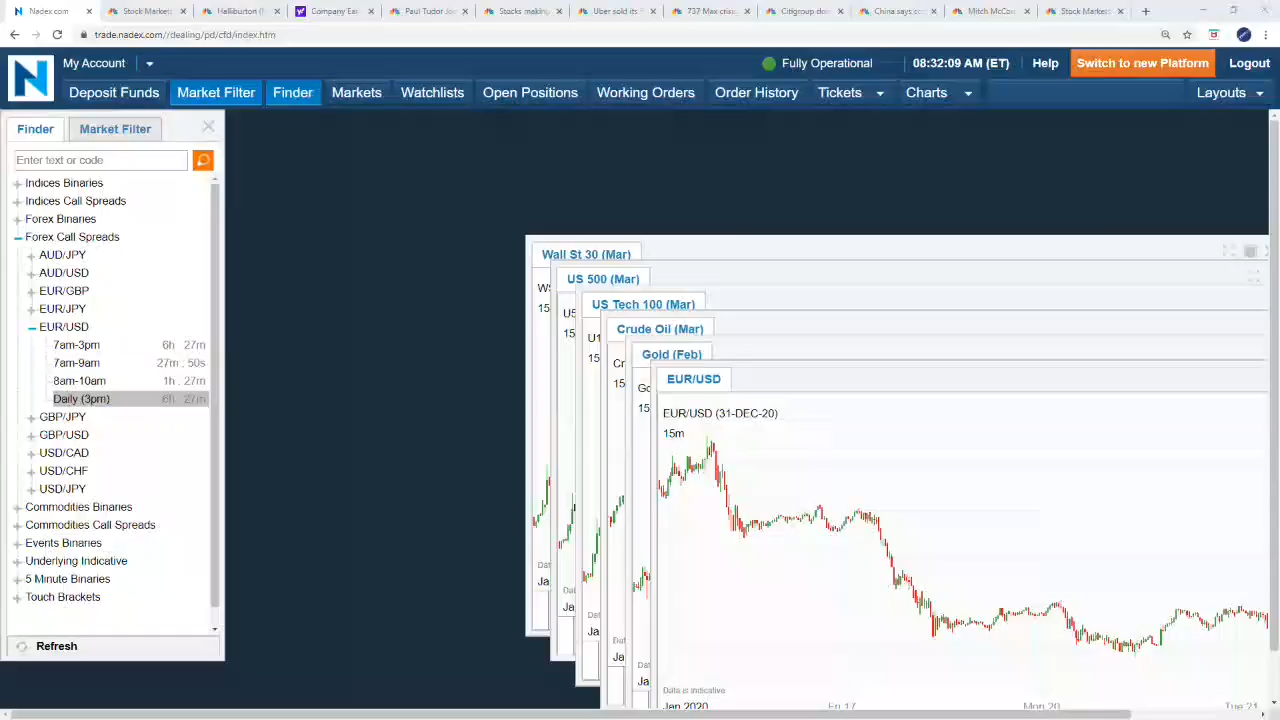 Nadex.com
Stock Markets
Halliburton (
Company Ea
Paul Tudor Jo
Stocks making
Uber sold its
737 Max crisis
Citigroup do
China says co
Mitch McCo
Stock Markets
trade.nadex.com/dealing/pd/cfd/index.htm
My Account
Fully Operational
08:32:09 AM (ET)
Help
Switch to new Platform
Logout
Deposit Funds
Market Filter
Finder
Markets
Watchlists
Open Positions
Working Orders
Order History
Tickets
Charts
Layouts
Finder
Market Filter
Enter text or code
Indices Binaries
Indices Call Spreads
Forex Binaries
Forex Call Spreads
AUD/JPY
AUD/USD
EUR/GBP
EUR/JPY
EUR/USD
7am-3pm 6h : 27m
7am-9am 27m : 50s
8am-10am 1h : 27m
Daily (3pm) 6h : 27m
GBP/JPY
GBP/USD
USD/CAD
USD/CHF
USD/JPY
Commodities Binaries
Commodities Call Spreads
Events Binaries
Underlying Indicative
5 Minute Binaries
Touch Brackets
Refresh
Wall St 30 (Mar)
US 500 (Mar)
US Tech 100 (Mar)
Crude Oil (Mar)
Gold (Feb)
EUR/USD
EUR/USD (31-DEC-20)
15m
Data is indicative
Jan 2020
Fri 17
Mon 20
Tue 21